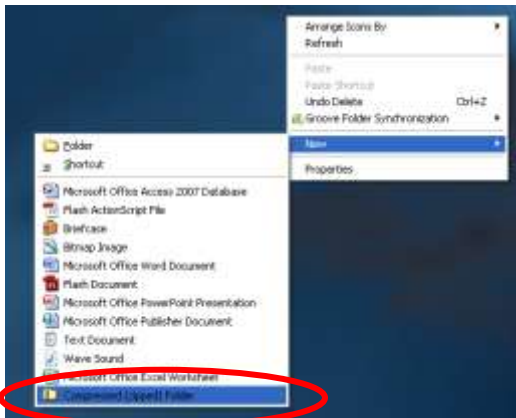 Arrange Icons By
Refresh
Paste
Paste Shortcut
Undo Delete Ctrl+Z
Groove Folder Synchronization
New
Properties
Folder
Shortcut
Microsoft Office Access 2007 Database
Flash ActionScript File
Briefcase
Bitmap Image
Microsoft Office Word Document
Flash Document
Microsoft Office PowerPoint Presentation
Microsoft Office Publisher Document
Text Document
Wave Sound
Microsoft Office Excel Worksheet
Compressed (zipped) Folder